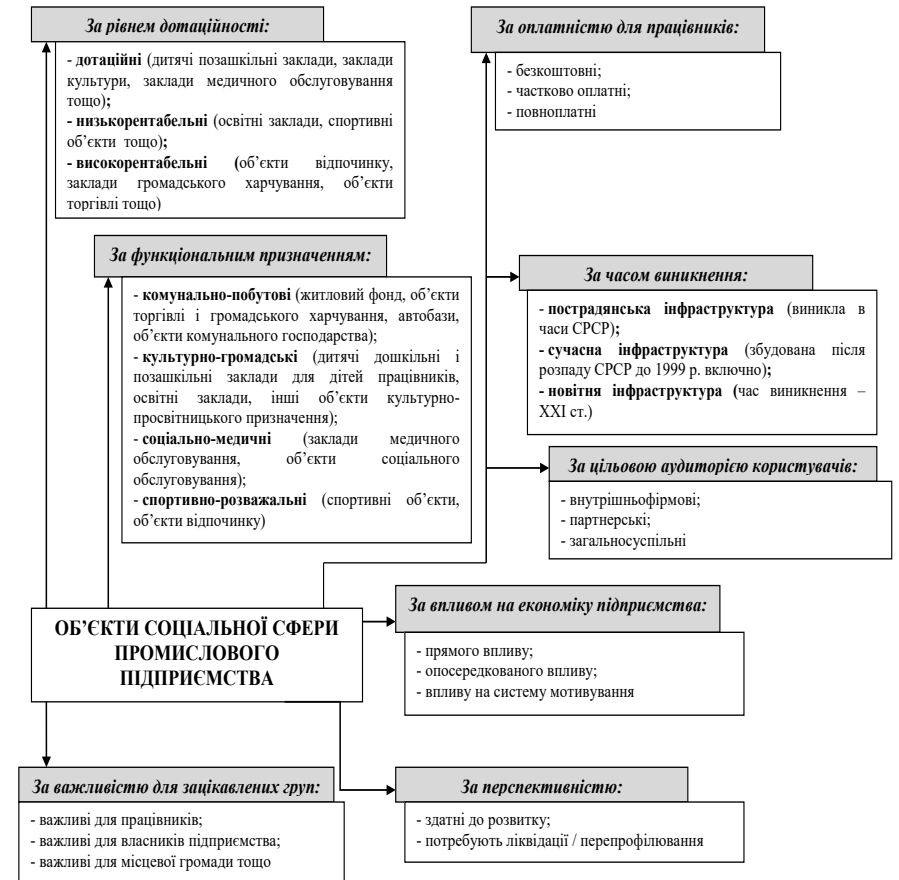 За рівнем дотаційності:
- дотаційні (дитячі позашкільні заклади, заклади
культури, заклади медичного обслуговування
тощо);
- низькорентабельні (освітні заклади, спортивні
об’єкти тощо);
- високорентабельні (об’єкти відпочинку,
заклади громадського харчування, об’єкти
торгівлі тощо)
За оплатністю для працівників:
- безкоштовні;
- частково оплатні;
- повноплатні
За функціональним призначенням:
- комунально-побутові (житловий фонд, об’єкти
торгівлі і громадського харчування, автобази,
об’єкти комунального господарства);
- культурно-громадські (дитячі дошкільні і
позашкільні заклади для дітей працівників,
освітні заклади, інші об’єкти культурно-
просвітницького призначення);
- соціально-медичні (заклади медичного
обслуговування, об’єкти соціального
обслуговування);
- спортивно-розважальні (спортивні об’єкти,
об’єкти відпочинку)
За часом виникнення:
- пострадянська інфраструктура (виникла в
часи СРСР);
- сучасна інфраструктура (збудована після
розпаду СРСР до 1999 р. включно);
- новітня інфраструктура (час виникнення –
ХХІ ст.)
За цільовою аудиторією користувачів:
- внутрішньофірмові;
- партнерські;
- загальносуспільні
ОБ’ЄКТИ СОЦІАЛЬНОЇ СФЕРИ
ПРОМИСЛОВОГО
ПІДПРИЄМСТВА
За впливом на економіку підприємства:
- прямого впливу;
- опосередкованого впливу;
- впливу на систему мотивування
За важливістю для зацікавлених груп:
- важливі для працівників;
- важливі для власників підприємства;
- важливі для місцевої громади тощо
За перспективністю:
- здатні до розвитку;
- потребують ліквідації / перепрофілювання